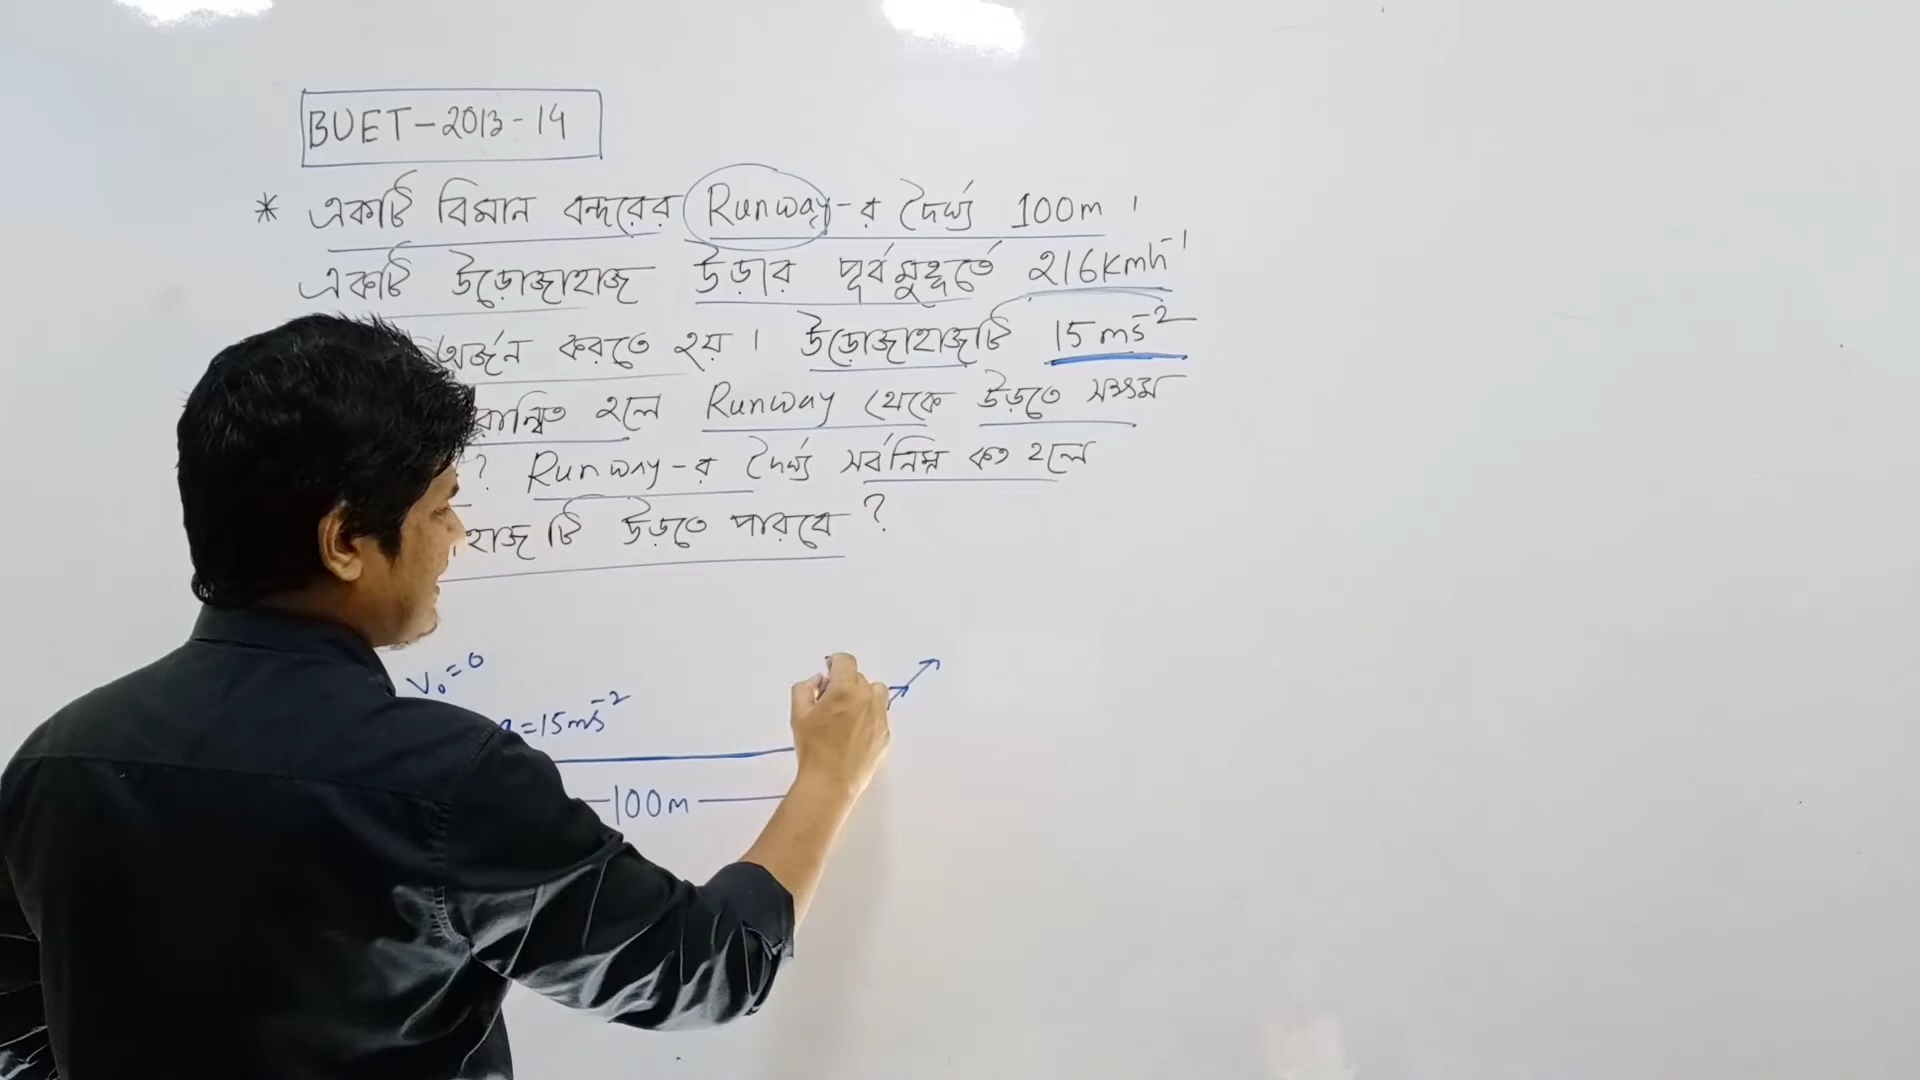 BUET-2013-14
* একটি বিমান বন্দরের Runway-র দৈর্ঘ্য 100m ।
একটি উড়োজাহাজ উড়ার পূর্বমুহূর্তে 216kmh⁻¹
অর্জন করতে হয় । উড়োজাহাজটি 15ms⁻²
হলে Runway থেকে উড়তে সক্ষম
? Runway-র দৈর্ঘ্য সর্বনিম্ন কত হলে
টি উড়তে পারবে ?
V₀=0
=15ms⁻²
100m